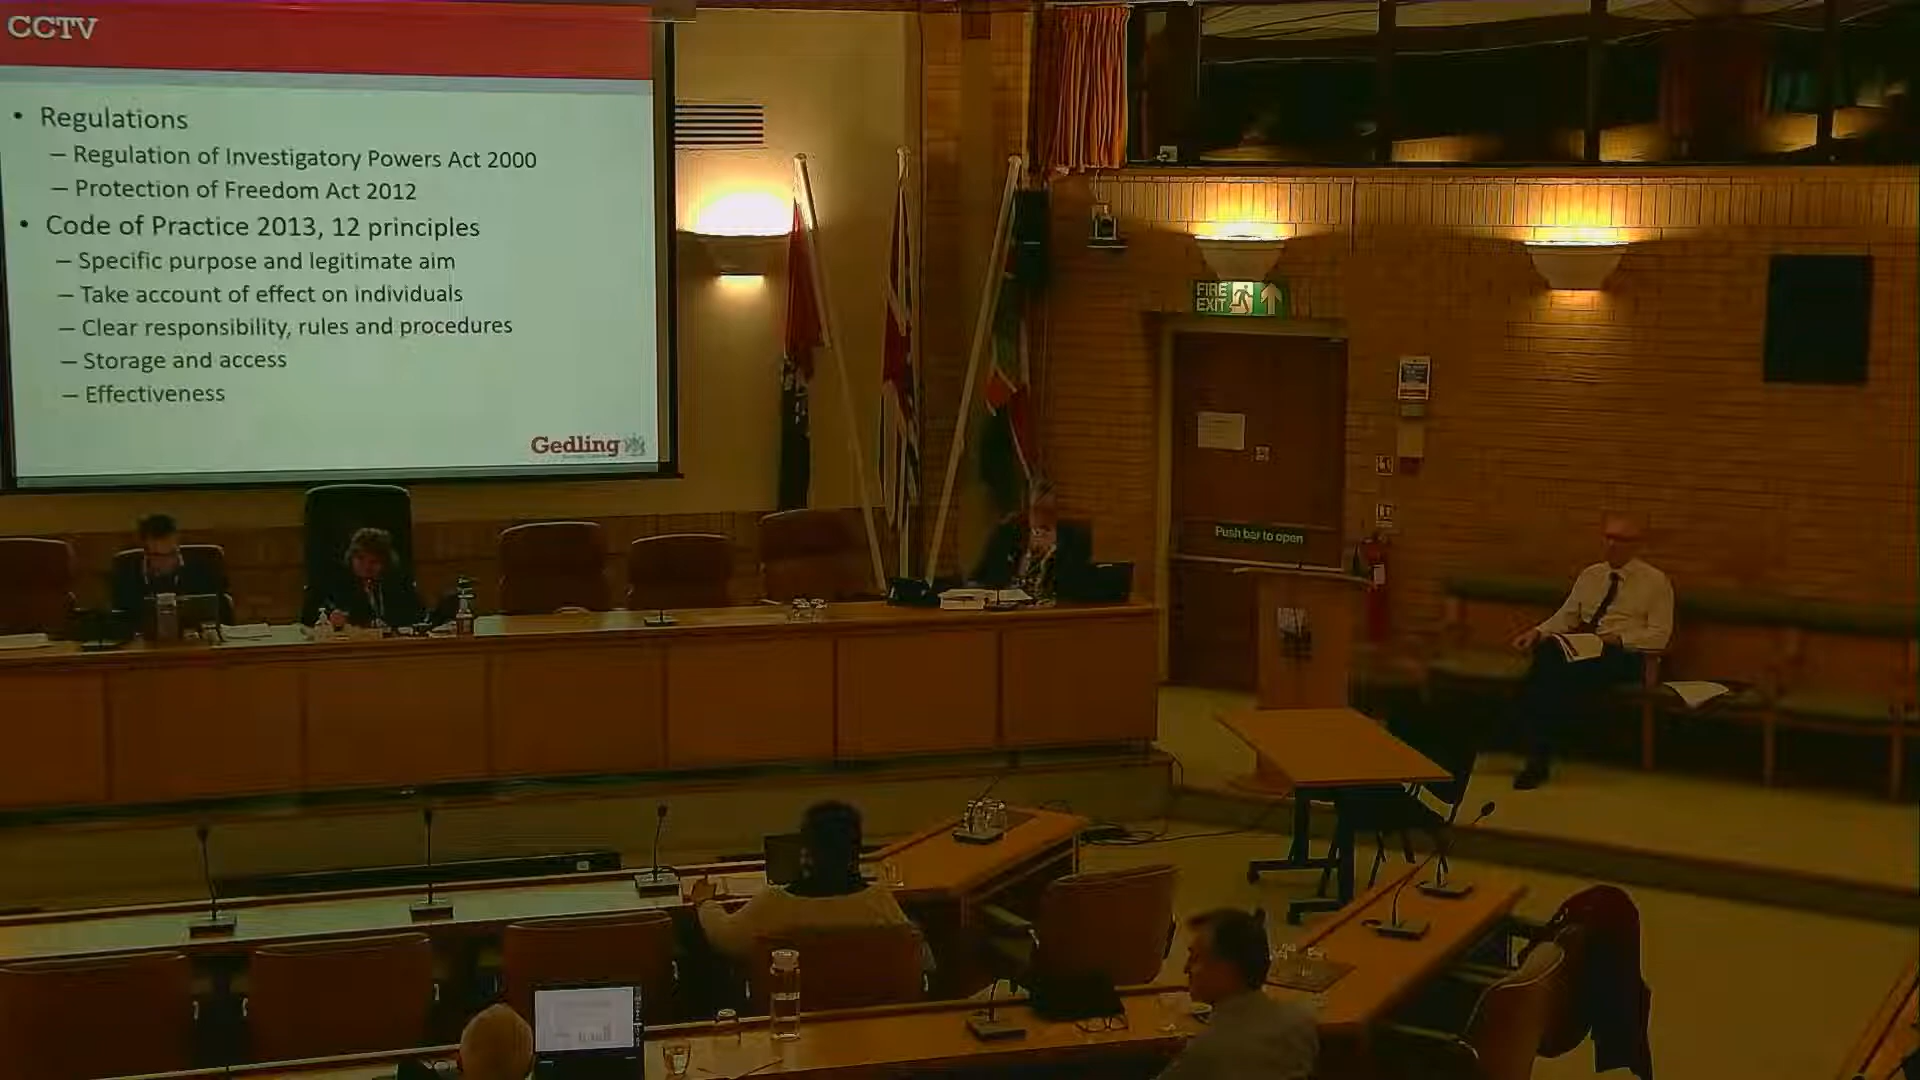 CCTV
• Regulations
– Regulation of Investigatory Powers Act 2000
– Protection of Freedom Act 2012
• Code of Practice 2013, 12 principles
– Specific purpose and legitimate aim
– Take account of effect on individuals
– Clear responsibility, rules and procedures
– Storage and access
– Effectiveness
Gedling
FIRE
EXIT
Push bar to open